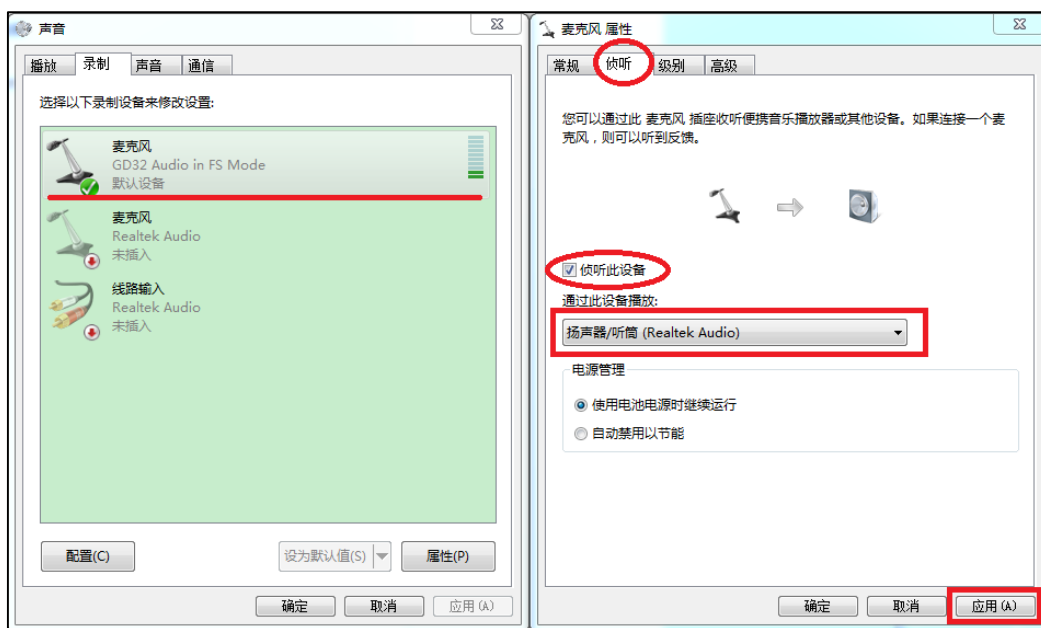 声音
播放 录制 声音 通信
选择以下录制设备来修改设置:
麦克风
GD32 Audio in FS Mode
默认设备
麦克风
Realtek Audio
未插入
线路输入
Realtek Audio
未插入
配置(C) 设为默认值(S) 属性(P)
确定 取消 应用(A)
麦克风 属性
常规 侦听 级别 高级
您可以通过此 麦克风 插座收听便携音乐播放器或其他设备。如果连接一个麦
克风，则可以听到反馈。
侦听此设备
通过此设备播放:
扬声器/听筒 (Realtek Audio)
电源管理
使用电池电源时继续运行
自动禁用以节能
确定 取消 应用(A)